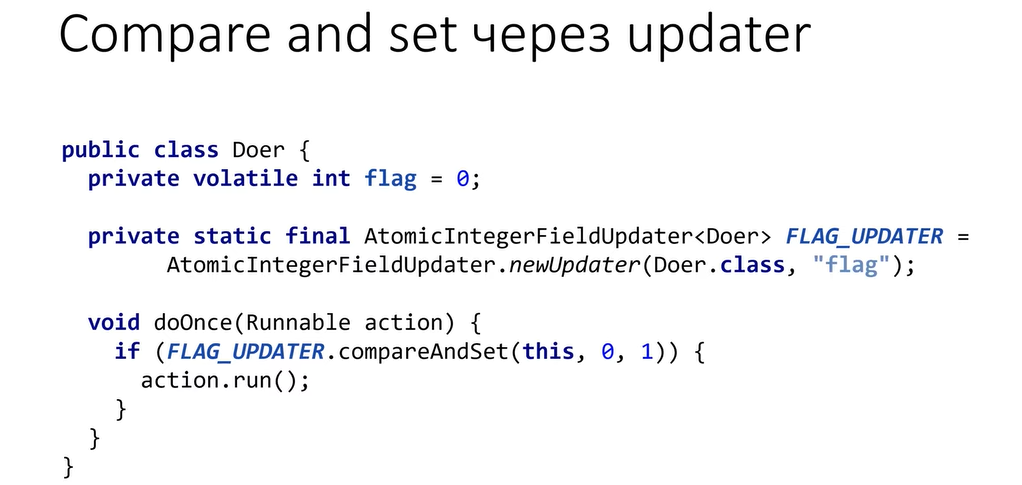 Compare and set через updater
public class Doer {
private volatile int flag = 0;
private static final AtomicIntegerFieldUpdater<Doer> FLAG_UPDATER =
AtomicIntegerFieldUpdater.newUpdater(Doer.class, "flag");
void doOnce(Runnable action) {
if (FLAG_UPDATER.compareAndSet(this, 0, 1)) {
action.run();
}
}
}